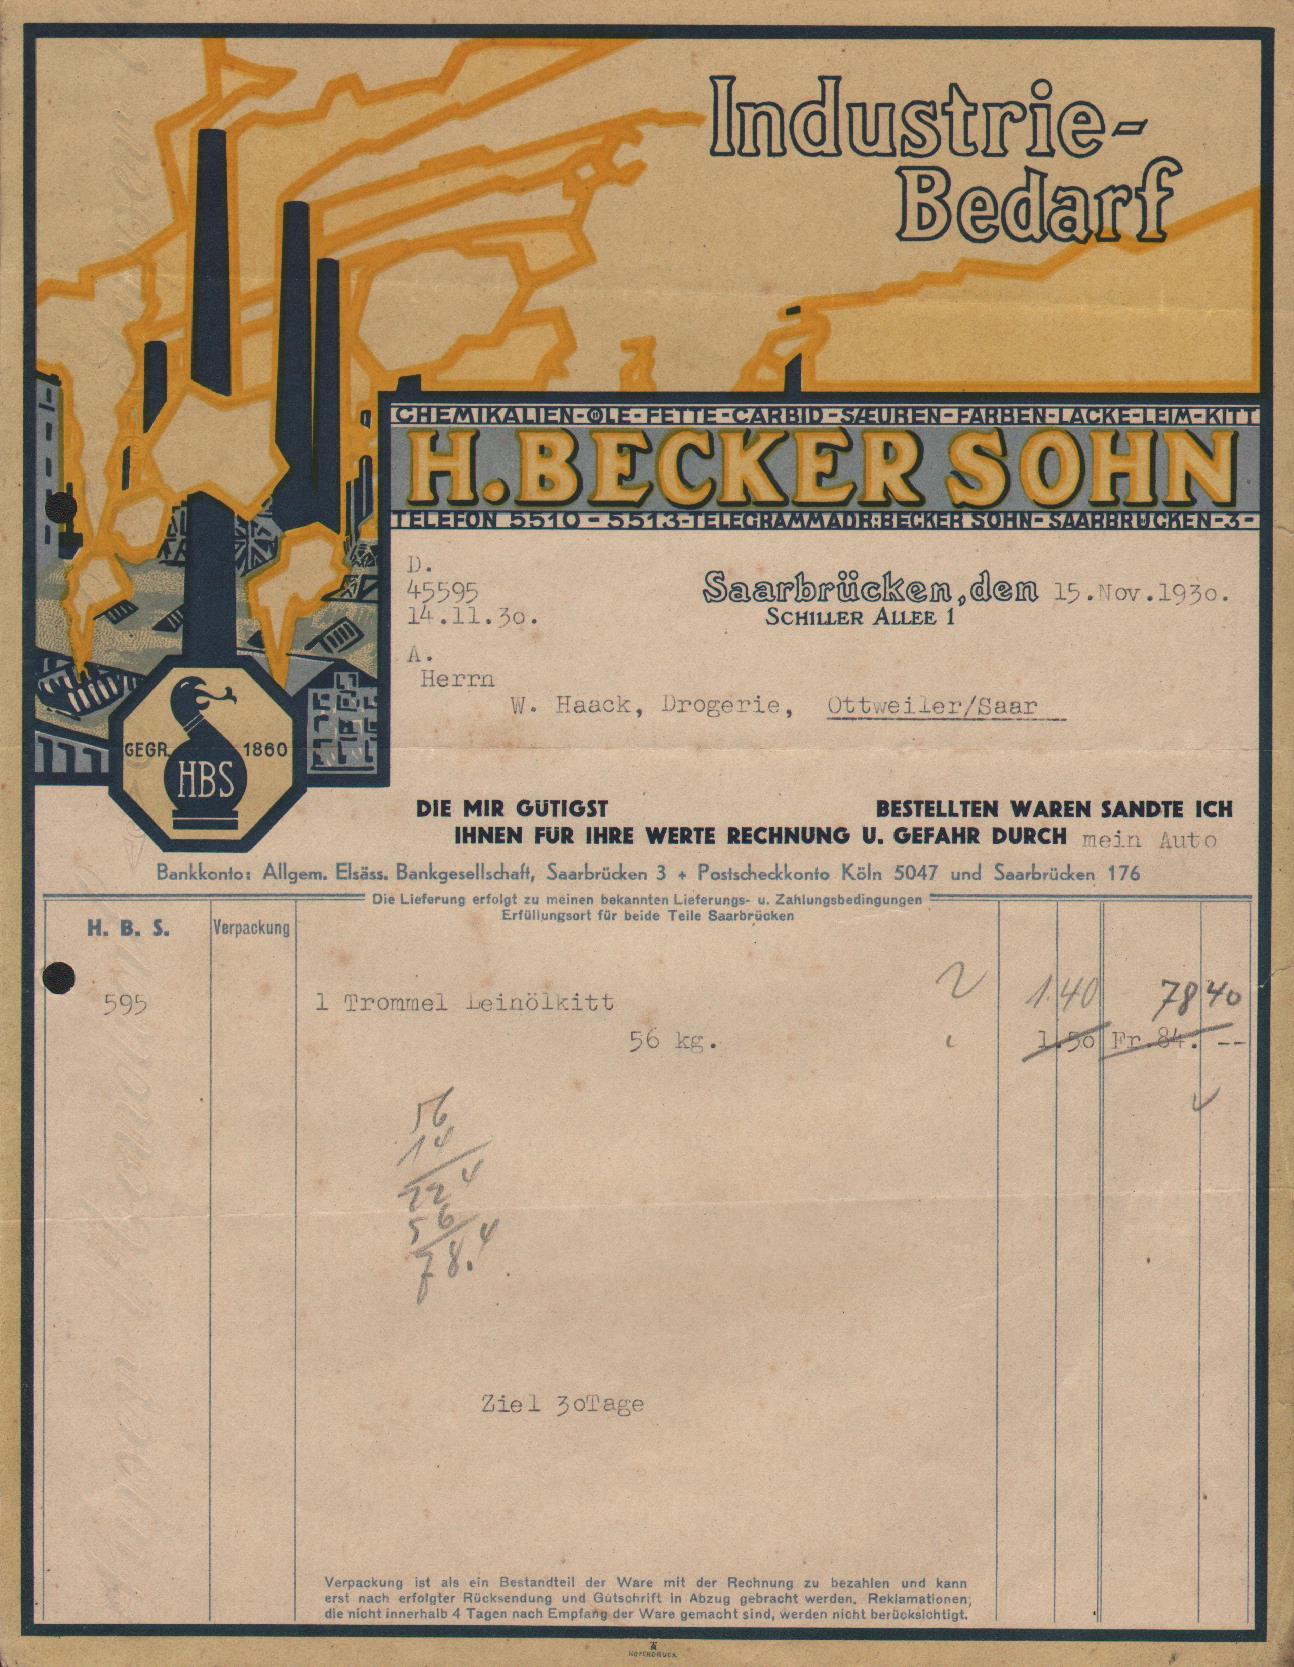 Industrie-
Bedarf
CHEMIKALIEN-ÖLE-FETTE-CARBID-SÆUREN-FARBEN-LACKE-LEIM-KITT
H. BECKER SOHN
TELEFON 5510 - 5513-TELEGRAMMADR:BECKER SOHN-SAARBRÜCKEN-3-
D.
45595
14.11.30.
Saarbrücken, den 15.Nov.1930.
SCHILLER ALLEE 1
A.
Herrn
W. Haack, Drogerie, Ottweiler/Saar
GEGR. 1860
HBS
DIE MIR GÜTIGST BESTELLTEN WAREN SANDTE ICH
IHNEN FÜR IHRE WERTE RECHNUNG U. GEFAHR DURCH mein Auto
Bankkonto: Allgem. Elsäss. Bankgesellschaft, Saarbrücken 3 + Postscheckkonto Köln 5047 und Saarbrücken 176
Die Lieferung erfolgt zu meinen bekannten Lieferungs- u. Zahlungsbedingungen
Erfüllungsort für beide Teile Saarbrücken
H. B. S. Verpackung
595 1 Trommel Leinölkitt 1.40 78 40
56 kg. 1.50 Fr.84.--
56
14
224
56
78.4
Ziel 30Tage
Verpackung ist als ein Bestandteil der Ware mit der Rechnung zu bezahlen und kann
erst nach erfolgter Rücksendung und Gutschrift in Abzug gebracht werden. Reklamationen,
die nicht innerhalb 4 Tagen nach Empfang der Ware gemacht sind, werden nicht berücksichtigt.